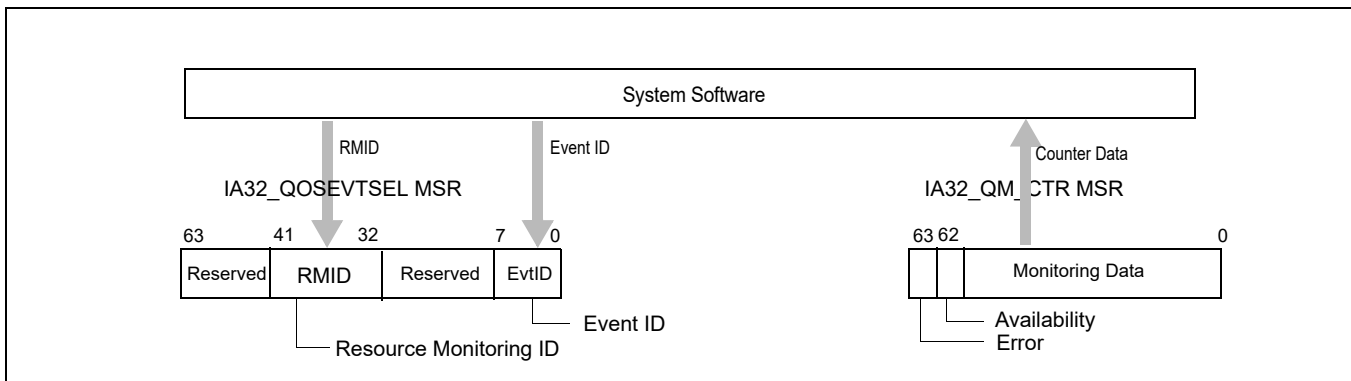 System Software
RMID
Event ID
Counter Data
IA32_QOSEVTSEL MSR
IA32_QM_CTR MSR
63 41 32 7 0
63 62 0
Reserved RMID Reserved EvtID
Monitoring Data
Event ID
Resource Monitoring ID
Availability
Error